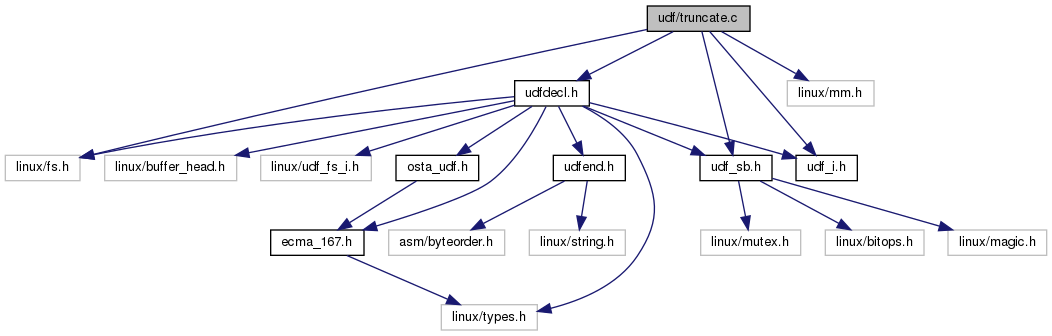 udf/truncate.c
udfdecl.h
linux/mm.h
linux/fs.h
linux/buffer_head.h
linux/udf_fs_i.h
osta_udf.h
udfend.h
udf_sb.h
udf_i.h
ecma_167.h
asm/byteorder.h
linux/string.h
linux/mutex.h
linux/bitops.h
linux/magic.h
linux/types.h